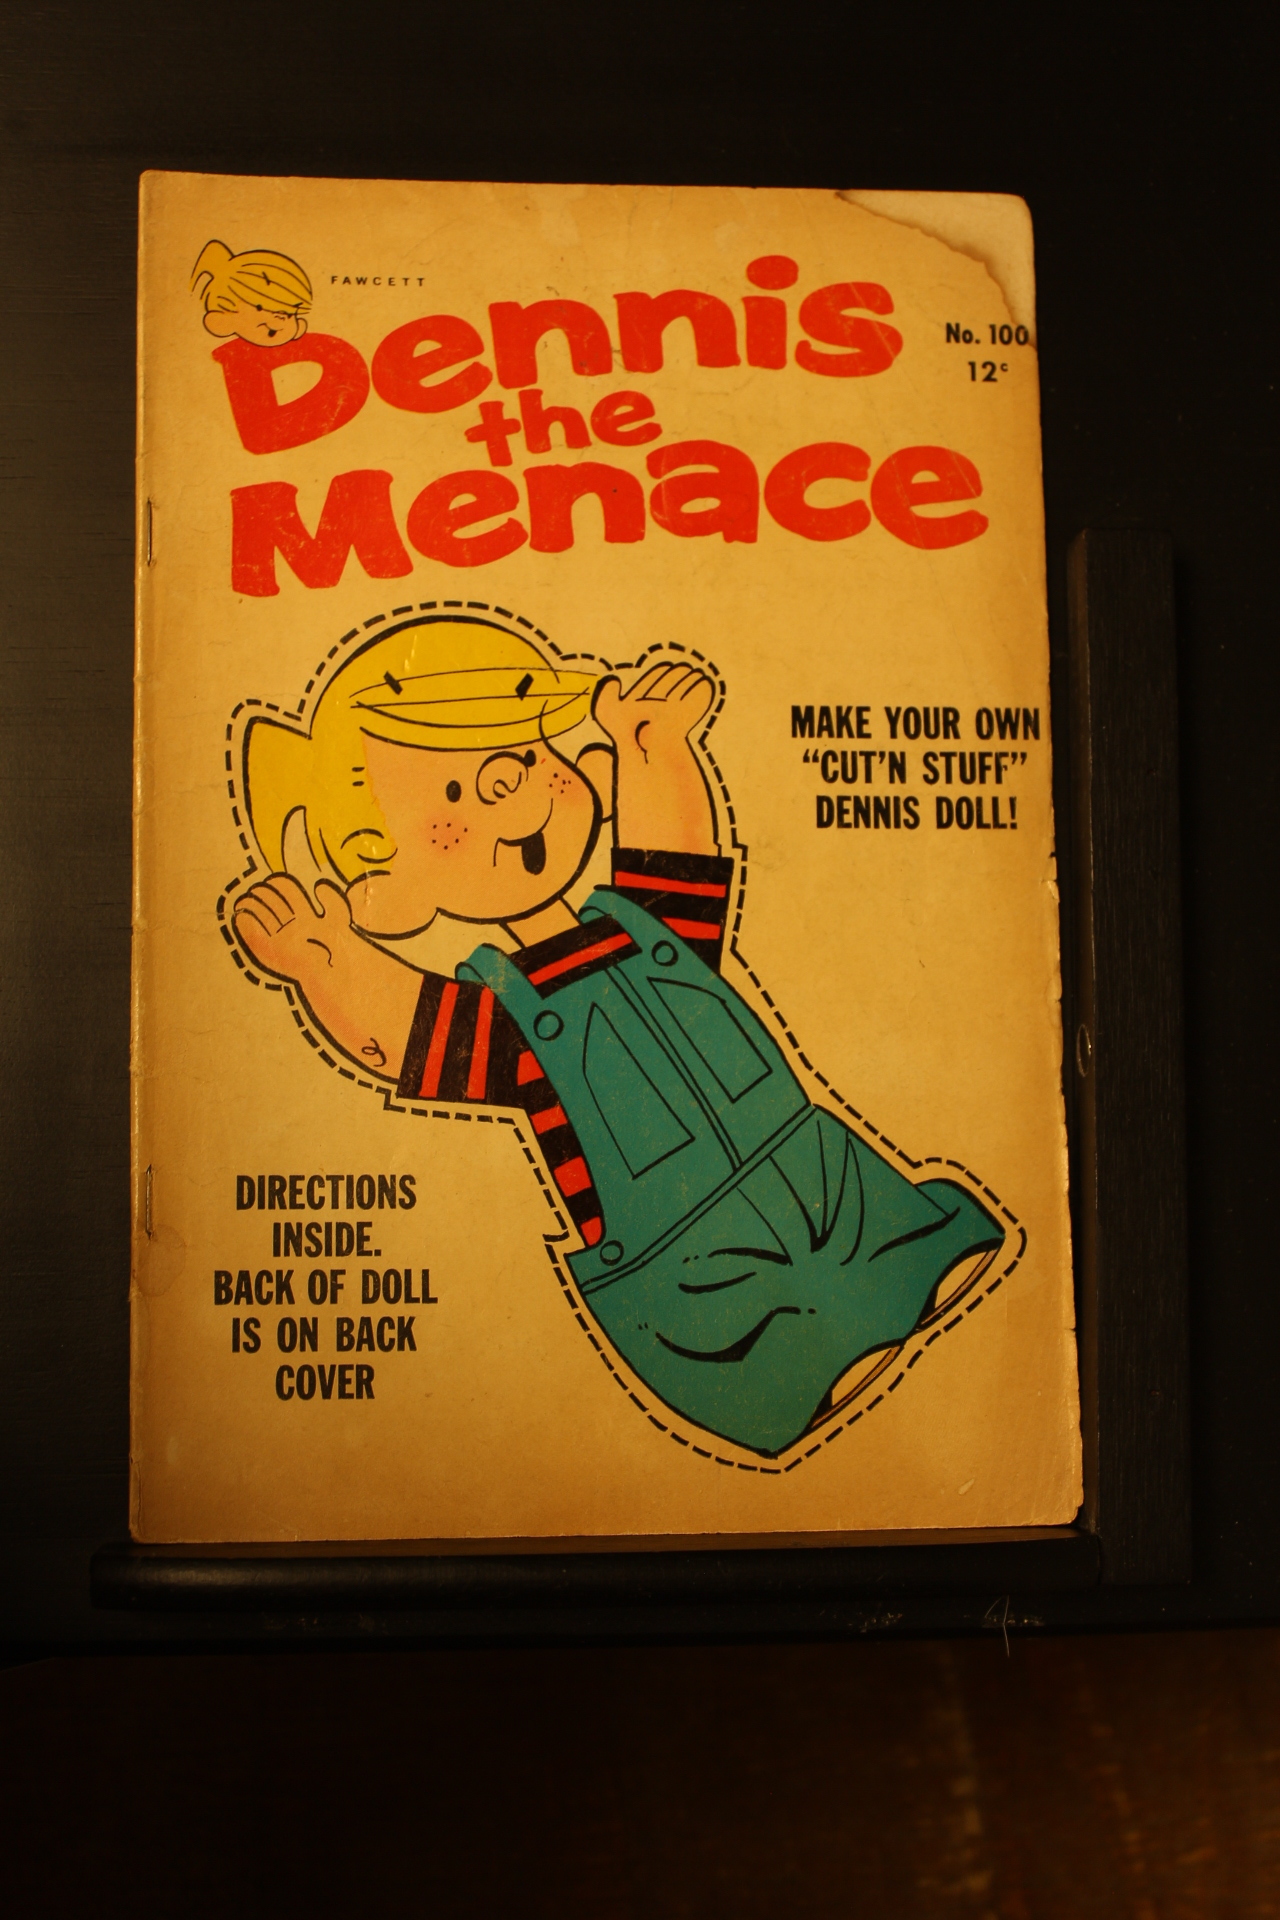 FAWCETT
Dennis
the
Menace
No. 100
12c
MAKE YOUR OWN
“CUT’N STUFF”
DENNIS DOLL!
DIRECTIONS
INSIDE.
BACK OF DOLL
IS ON BACK
COVER